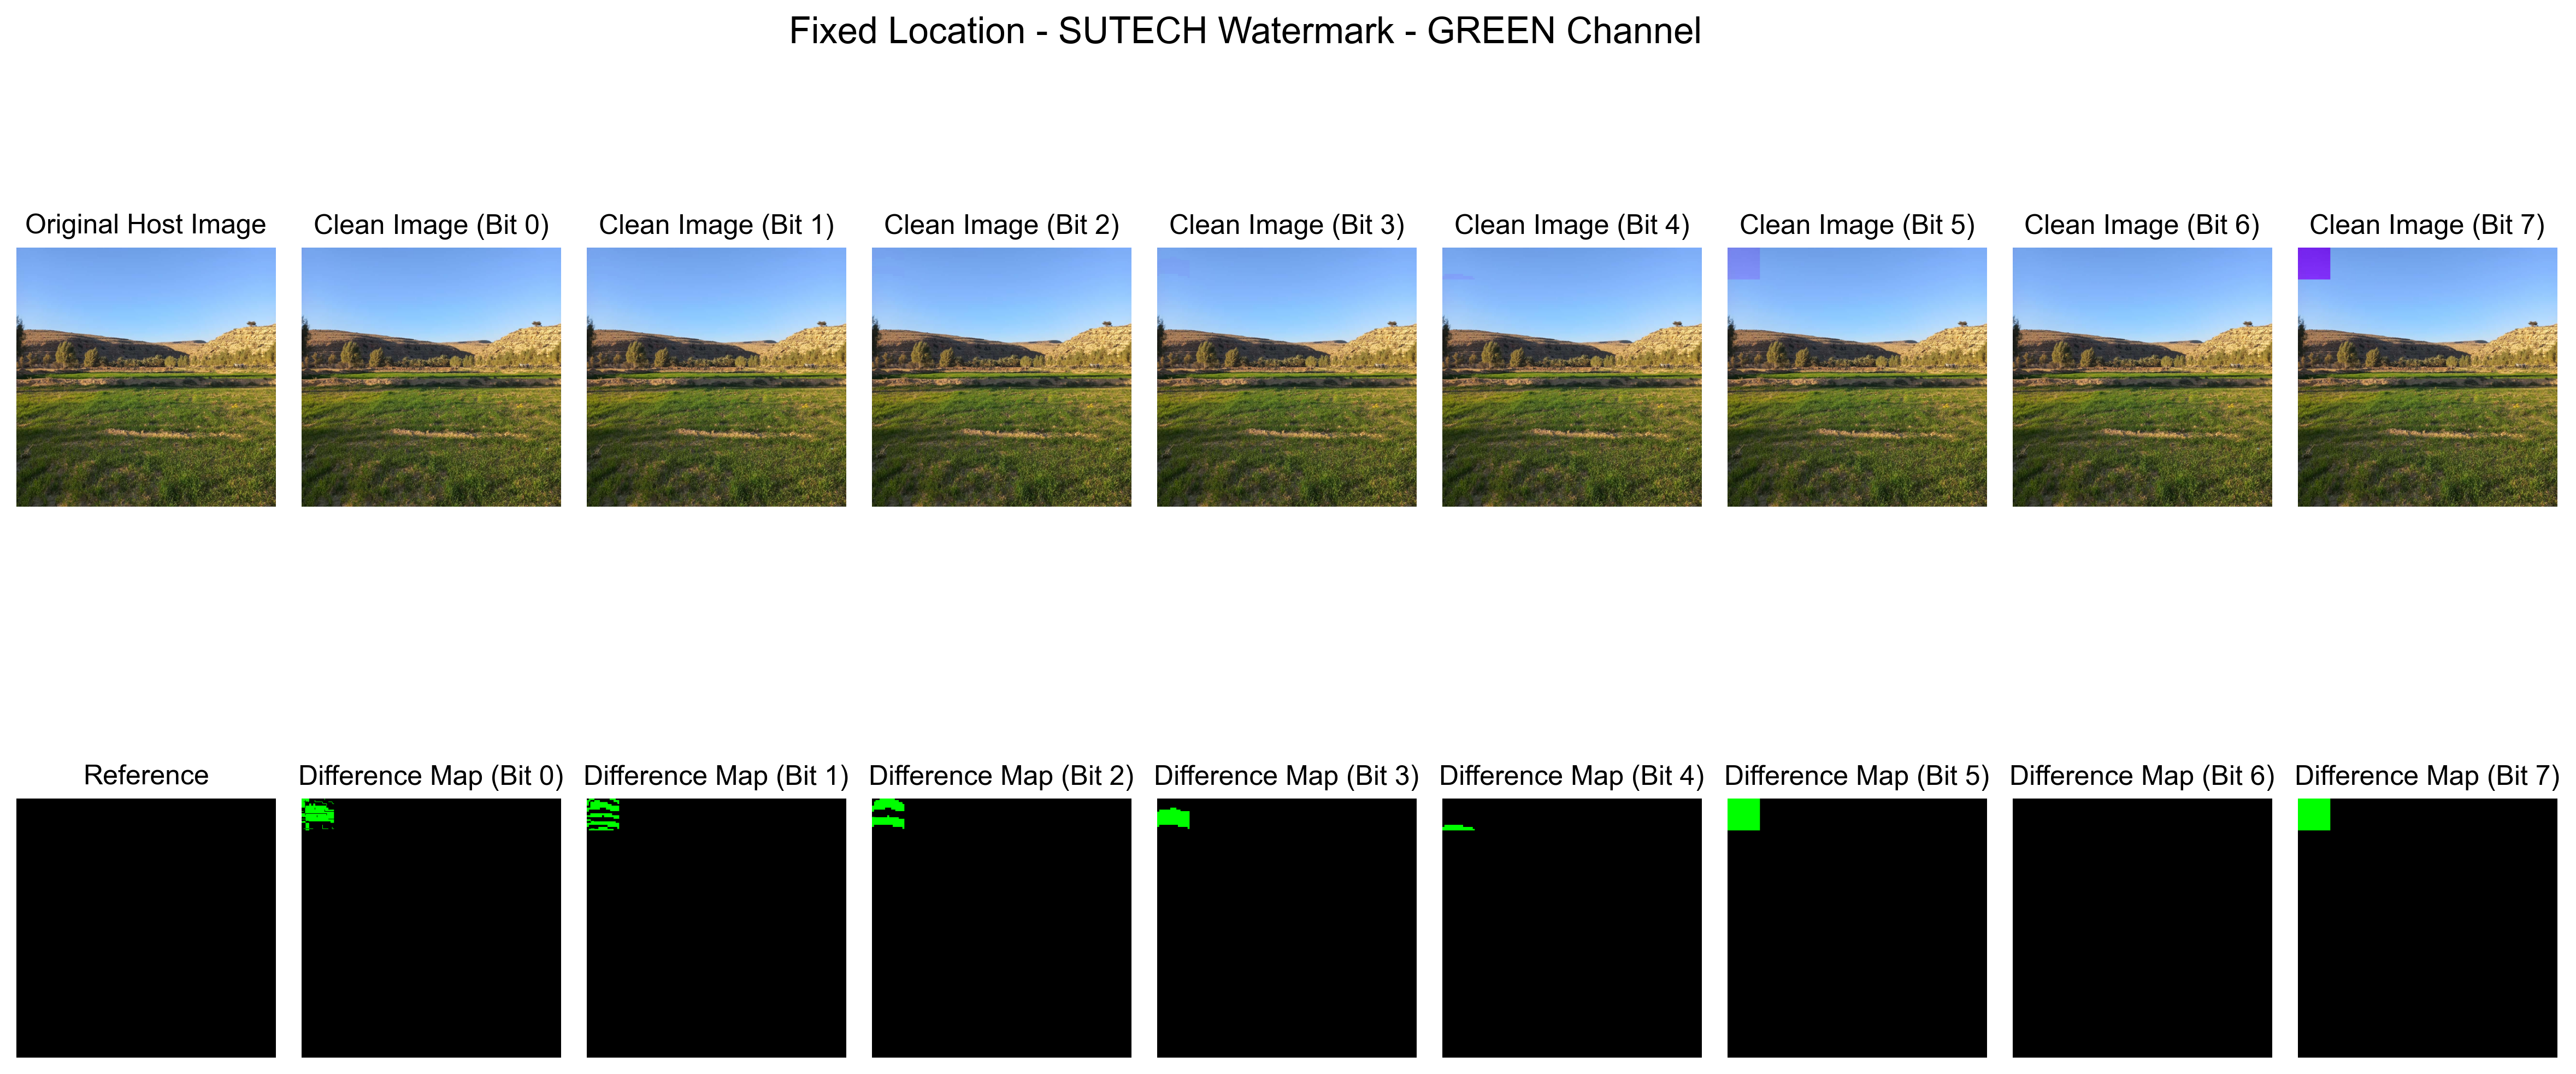 Fixed Location - SUTECH Watermark - GREEN Channel
Original Host Image
Clean Image (Bit 0)
Clean Image (Bit 1)
Clean Image (Bit 2)
Clean Image (Bit 3)
Clean Image (Bit 4)
Clean Image (Bit 5)
Clean Image (Bit 6)
Clean Image (Bit 7)
Reference
Difference Map (Bit 0)
Difference Map (Bit 1)
Difference Map (Bit 2)
Difference Map (Bit 3)
Difference Map (Bit 4)
Difference Map (Bit 5)
Difference Map (Bit 6)
Difference Map (Bit 7)